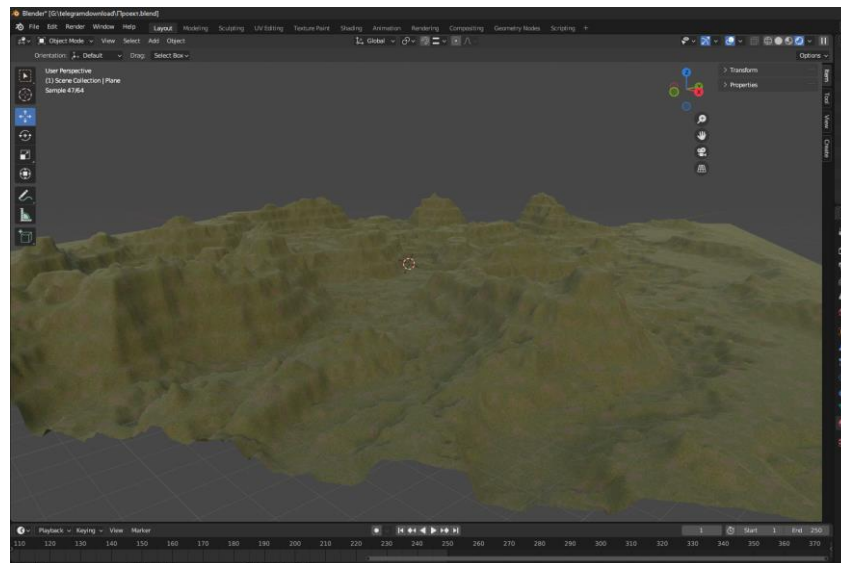 Blender* [G:\telegramdownload\Проект.blend]
File Edit Render Window Help Layout Modeling Sculpting UV Editing Texture Paint Shading Animation Rendering Compositing Geometry Nodes Scripting +
Object Mode View Select Add Object Global
Orientation: Default Drag: Select Box Options
User Perspective
(1) Scene Collection | Plane
Sample 47/64
Transform
Properties
Item
Tool
View
Create
Z
X
Playback Keying View Marker 1 Start 1 End 250
110 120 130 140 150 160 170 180 190 200 210 220 230 240 250 260 270 280 290 300 310 320 330 340 350 360 370